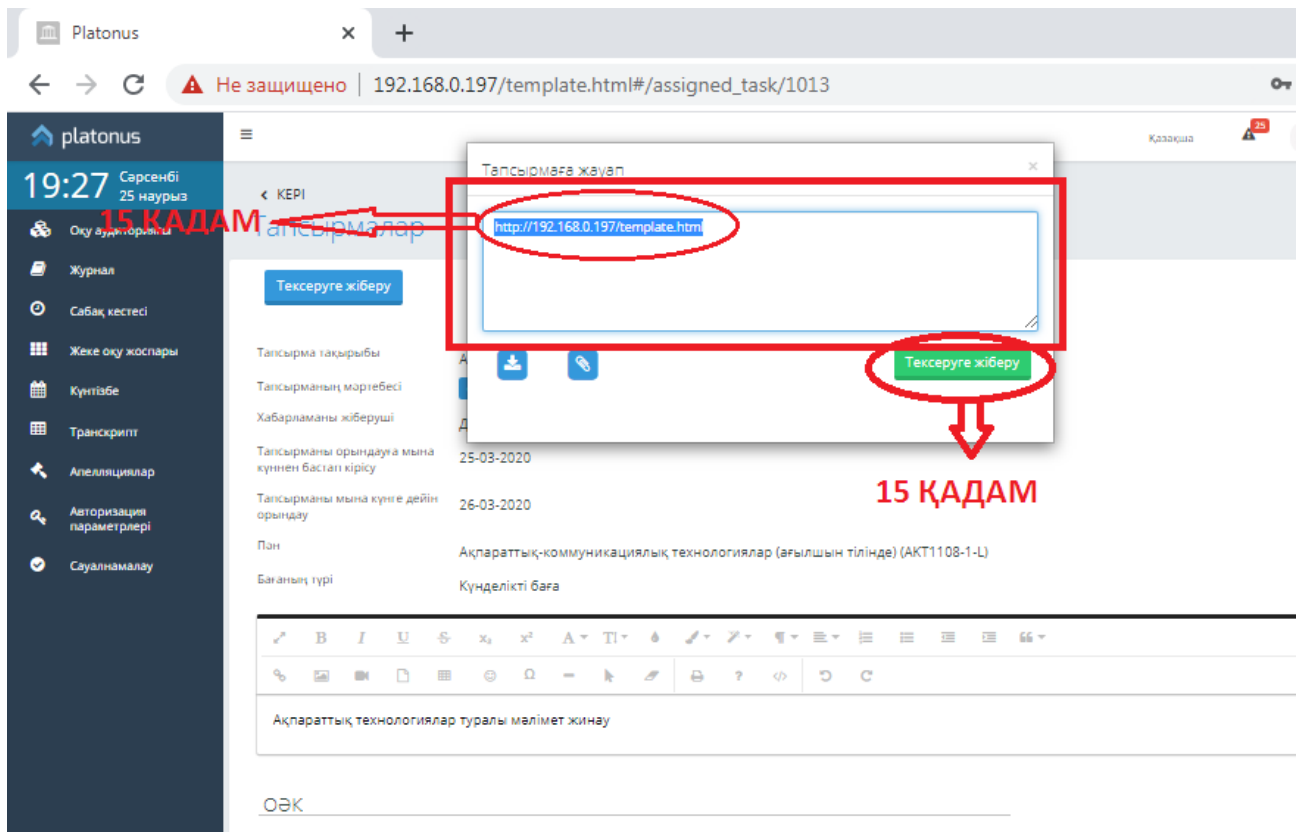 Platonus
Не защищено | 192.168.0.197/template.html#/assigned_task/1013
platonus
Қазақша
25
19:27 Сәрсенбі
25 наурыз
КЕРІ
Тапсырмалар
15 ҚАДАМ
Тапсырмаға жауап
http://192.168.0.197/template.html
Тексеруге жіберу
15 ҚАДАМ
Оқу аудиториясы
Журнал
Сабақ кестесі
Жеке оқу жоспары
Күнтізбе
Транскрипт
Апелляциялар
Авторизация
параметрлері
Сауалнамалау
Тексеруге жіберу
Тапсырма тақырыбы
Тапсырманың мәртебесі
Хабарламаны жіберуші
Тапсырманы орындауға мына
күннен бастап кірісу
25-03-2020
Тапсырманы мына күнге дейін
орындау
26-03-2020
Пән
Ақпараттық-коммуникациялық технологиялар (ағылшын тілінде) (AKT1108-1-L)
Бағаның түрі
Күнделікті баға
Ақпараттық технологиялар туралы мәлімет жинау
ОӘК